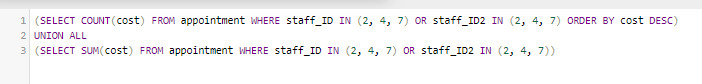 1 (SELECT COUNT(cost) FROM appointment WHERE staff_ID IN (2, 4, 7) OR staff_ID2 IN (2, 4, 7) ORDER BY cost DESC)
2 UNION ALL
3 (SELECT SUM(cost) FROM appointment WHERE staff_ID IN (2, 4, 7) OR staff_ID2 IN (2, 4, 7))